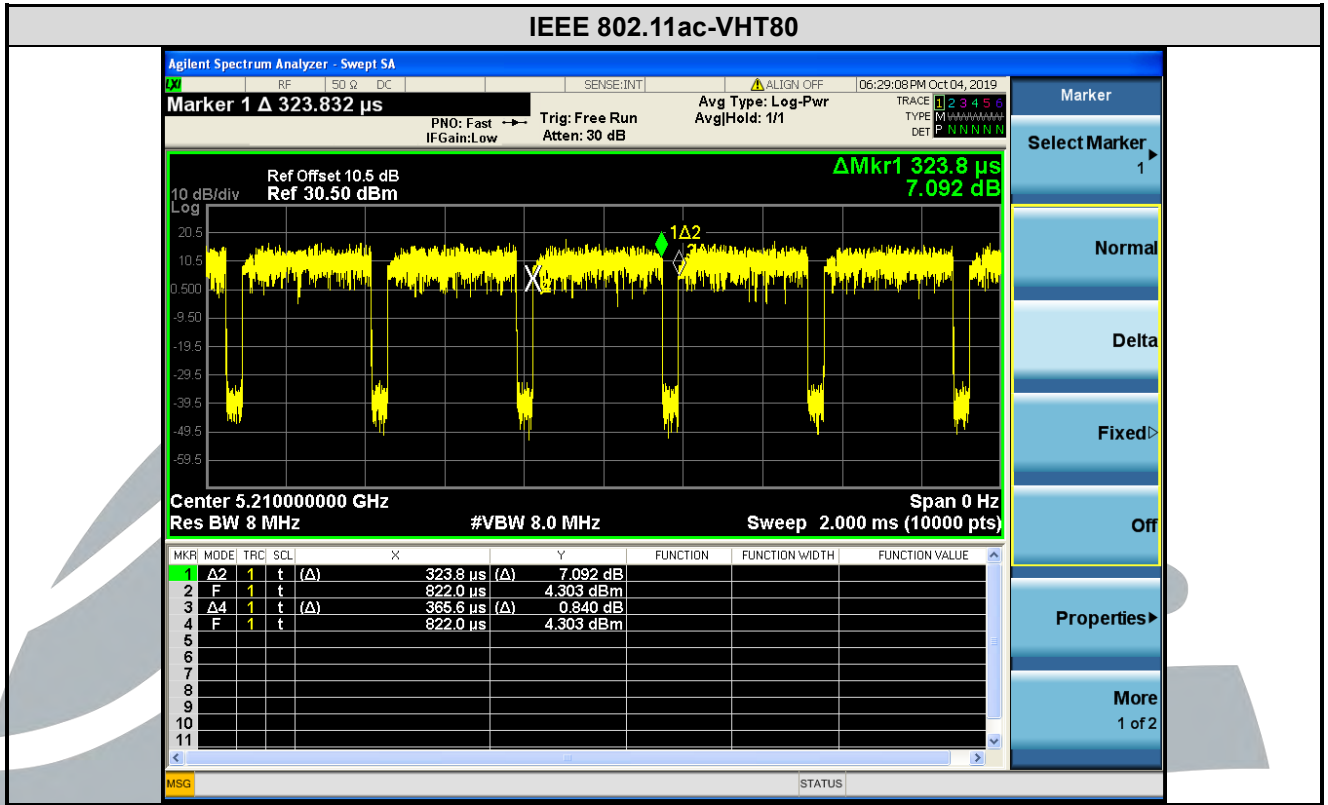 IEEE 802.11ac-VHT80
Agilent Spectrum Analyzer - Swept SA
LXI RF 50 Ω DC SENSE:INT ALIGN OFF 06:29:08 PM Oct 04, 2019
Marker 1 Δ 323.832 µs
PNO: Fast
IFGain:Low
Trig: Free Run
Atten: 30 dB
Avg Type: Log-Pwr
Avg|Hold: 1/1
TRACE 1 2 3 4 5 6
TYPE M
DET P N N N N N
ΔMkr1 323.8 µs
7.092 dB
Ref Offset 10.5 dB
Ref 30.50 dBm
10 dB/div
Log
20.5
10.5
0.500
-9.50
-19.5
-29.5
-39.5
-49.5
-59.5
1Δ2
Center 5.210000000 GHz Span 0 Hz
Res BW 8 MHz #VBW 8.0 MHz Sweep 2.000 ms (10000 pts)
MKR MODE TRC SCL X Y FUNCTION FUNCTION WIDTH FUNCTION VALUE
1 Δ2 1 t (Δ) 323.8 µs (Δ) 7.092 dB
2 F 1 t 822.0 µs 4.303 dBm
3 Δ4 1 t (Δ) 365.6 µs (Δ) 0.840 dB
4 F 1 t 822.0 µs 4.303 dBm
5
6
7
8
9
10
11
MSG STATUS
Marker
Select Marker
1
Normal
Delta
Fixed
Off
Properties
More
1 of 2